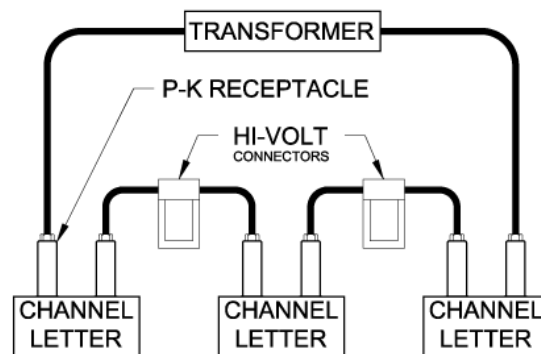 TRANSFORMER
P-K RECEPTACLE
HI-VOLT
CONNECTORS
CHANNEL
LETTER
CHANNEL
LETTER
CHANNEL
LETTER